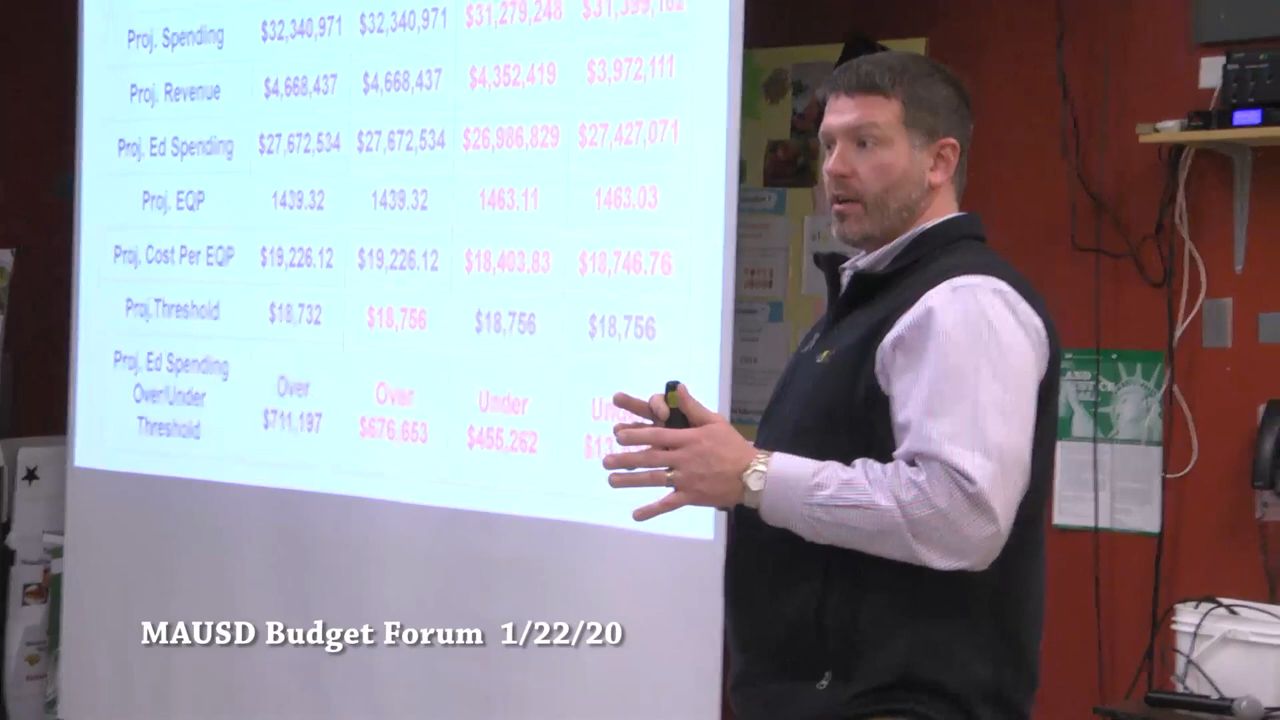 Proj. Spending $32,340,971 $32,340,971 $31,279,248
Proj. Revenue $4,668,437 $4,668,437 $4,352,419 $3,972,111
Proj. Ed Spending $27,672,534 $27,672,534 $26,986,829 $27,427,071
Proj. EQP 1439.32 1439.32 1463.11 1463.03
Proj. Cost Per EQP $19,226.12 $19,226.12 $18,403.83 $18,746.76
Proj.Threshold $18,732 $18,756 $18,756 $18,756
Proj. Ed Spending
Over/Under Over Over Under
Threshold $711,197 $676,653 $455,262
MAUSD Budget Forum 1/22/20